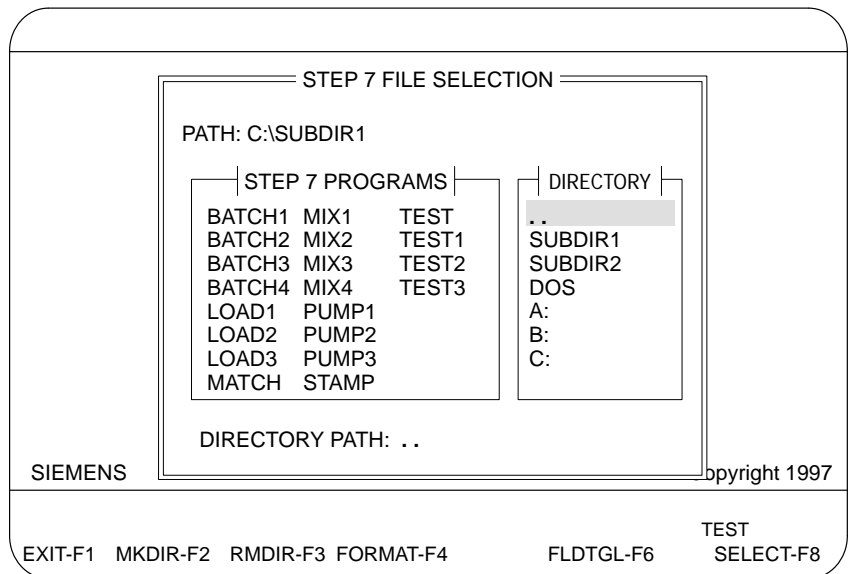 STEP 7 FILE SELECTION
PATH: C:\SUBDIR1
STEP 7 PROGRAMS
BATCH1 MIX1 TEST
BATCH2 MIX2 TEST1
BATCH3 MIX3 TEST2
BATCH4 MIX4 TEST3
LOAD1 PUMP1
LOAD2 PUMP2
LOAD3 PUMP3
MATCH STAMP
DIRECTORY
. .
SUBDIR1
SUBDIR2
DOS
A:
B:
C:
DIRECTORY PATH: . .
SIEMENS opyright 1997
TEST
EXIT-F1 MKDIR-F2 RMDIR-F3 FORMAT-F4 FLDTGL-F6 SELECT-F8